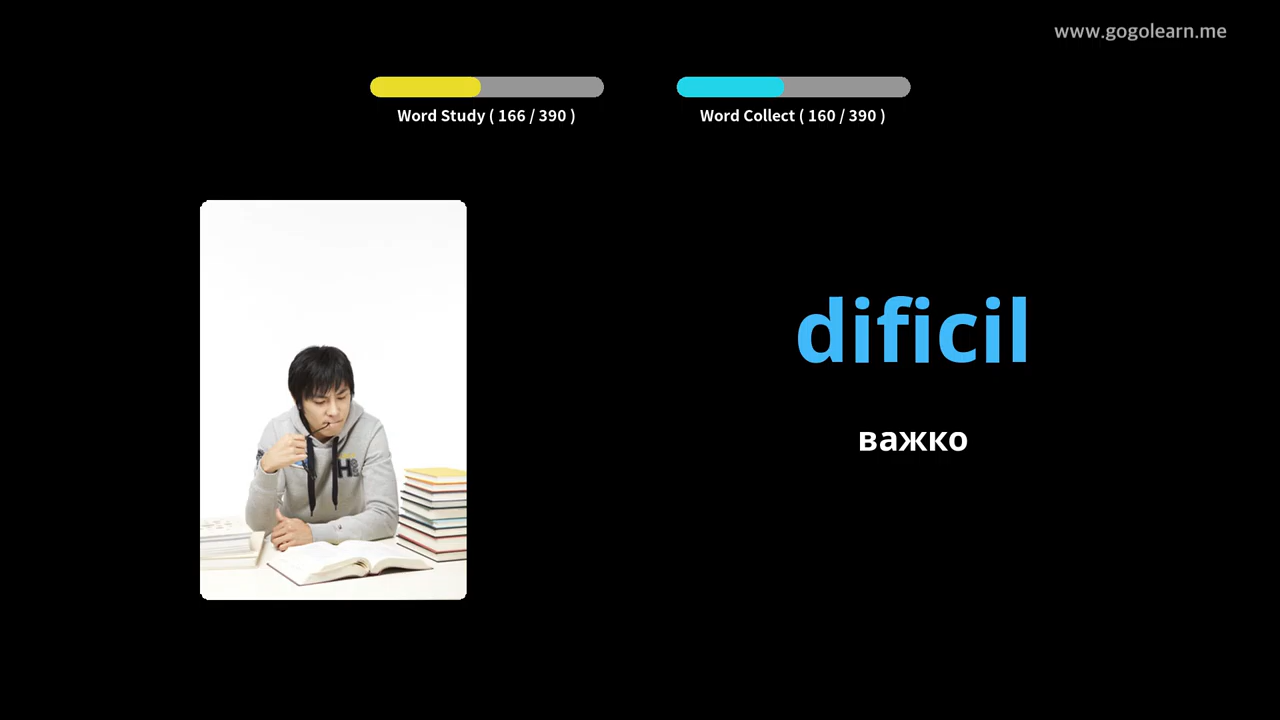 www.gogolearn.me
Word Study ( 166 / 390 )
Word Collect ( 160 / 390 )
dificil
важко
H